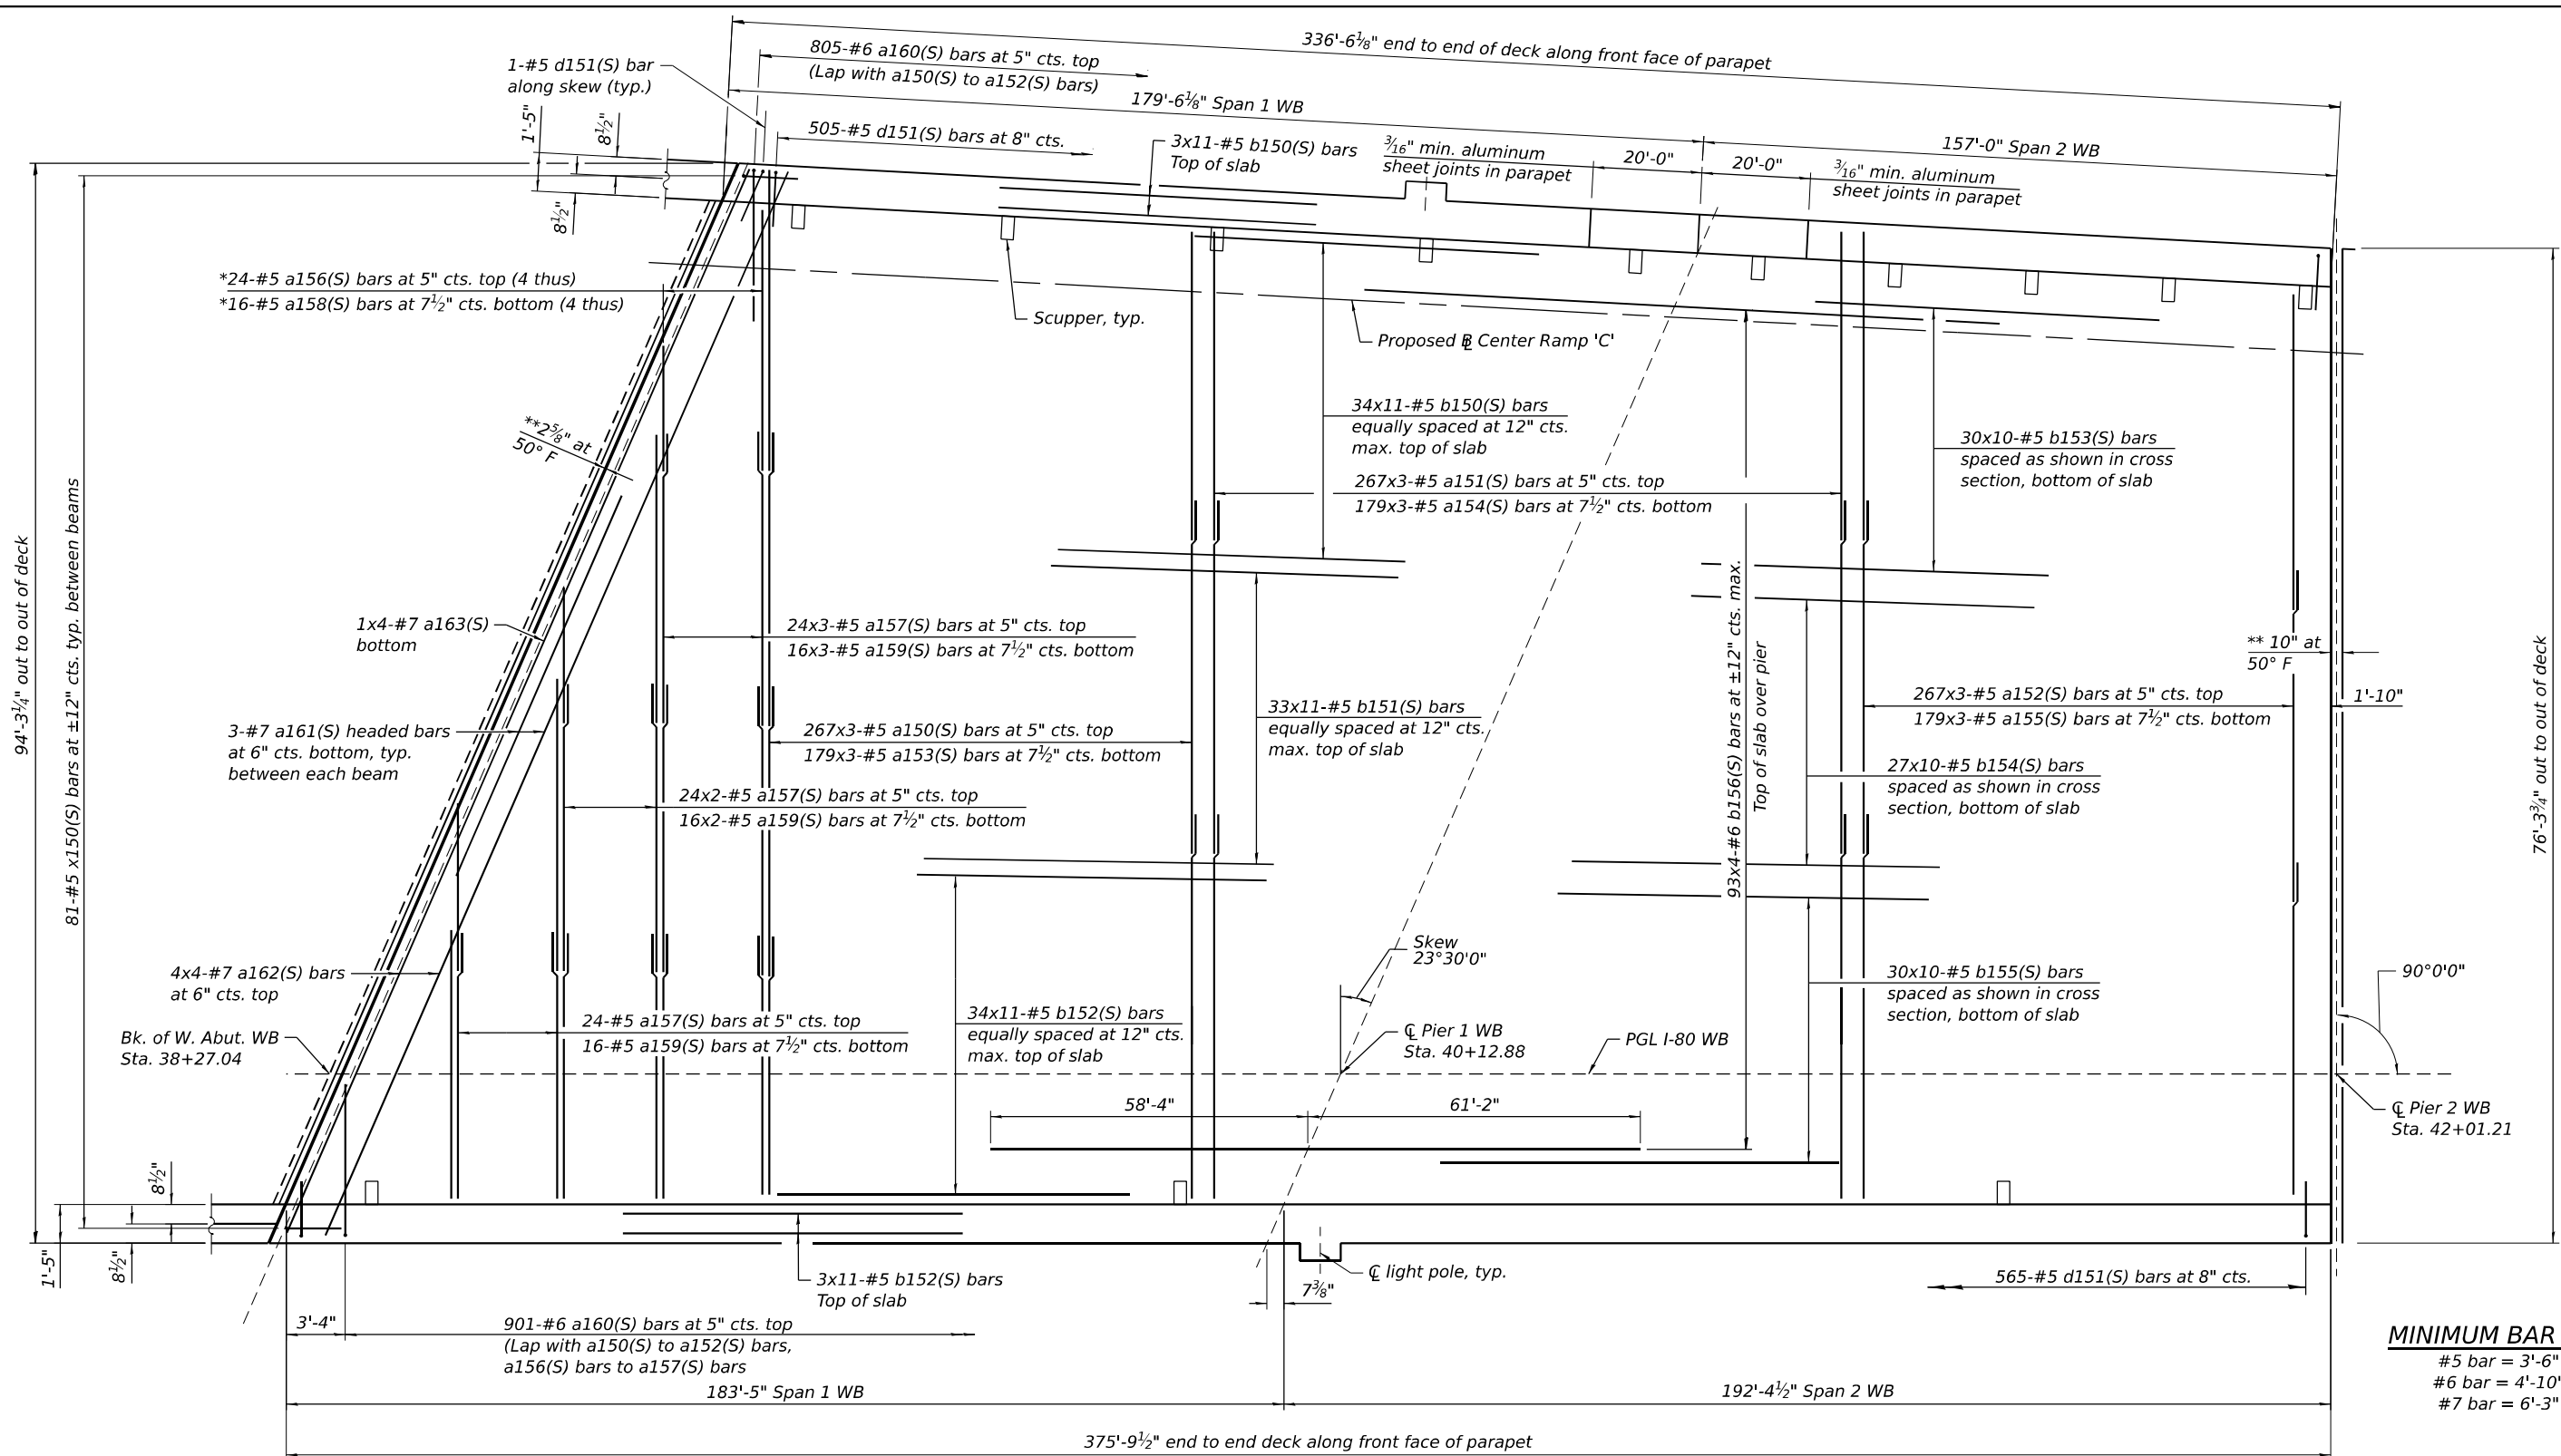 336'-6⅛" end to end of deck along front face of parapet
805-#6 a160(S) bars at 5" cts. top
(Lap with a150(S) to a152(S) bars)
1-#5 d151(S) bar
along skew (typ.)
179'-6⅛" Span 1 WB
157'-0" Span 2 WB
1'-5"
8½"
8½"
505-#5 d151(S) bars at 8" cts.
3x11-#5 b150(S) bars
Top of slab
3/16" min. aluminum
sheet joints in parapet
20'-0"
20'-0"
3/16" min. aluminum
sheet joints in parapet
*24-#5 a156(S) bars at 5" cts. top (4 thus)
*16-#5 a158(S) bars at 7½" cts. bottom (4 thus)
Scupper, typ.
Proposed ℄ Center Ramp 'C'
**2⅝" at
50° F
34x11-#5 b150(S) bars
equally spaced at 12" cts.
max. top of slab
30x10-#5 b153(S) bars
spaced as shown in cross
section, bottom of slab
267x3-#5 a151(S) bars at 5" cts. top
179x3-#5 a154(S) bars at 7½" cts. bottom
94'-3¼" out to out of deck
81-#5 x150(S) bars at ±12" cts. typ. between beams
93x4-#6 b156(S) bars at ±12" cts. max.
Top of slab over pier
76'-3¾" out to out of deck
1x4-#7 a163(S)
bottom
24x3-#5 a157(S) bars at 5" cts. top
16x3-#5 a159(S) bars at 7½" cts. bottom
** 10" at
50° F
1'-10"
3-#7 a161(S) headed bars
at 6" cts. bottom, typ.
between each beam
267x3-#5 a150(S) bars at 5" cts. top
179x3-#5 a153(S) bars at 7½" cts. bottom
33x11-#5 b151(S) bars
equally spaced at 12" cts.
max. top of slab
267x3-#5 a152(S) bars at 5" cts. top
179x3-#5 a155(S) bars at 7½" cts. bottom
24x2-#5 a157(S) bars at 5" cts. top
16x2-#5 a159(S) bars at 7½" cts. bottom
27x10-#5 b154(S) bars
spaced as shown in cross
section, bottom of slab
4x4-#7 a162(S) bars
at 6" cts. top
Skew
23°30'0"
30x10-#5 b155(S) bars
spaced as shown in cross
section, bottom of slab
90°0'0"
Bk. of W. Abut. WB
Sta. 38+27.04
24-#5 a157(S) bars at 5" cts. top
16-#5 a159(S) bars at 7½" cts. bottom
34x11-#5 b152(S) bars
equally spaced at 12" cts.
max. top of slab
℄ Pier 1 WB
Sta. 40+12.88
PGL I-80 WB
58'-4"
61'-2"
℄ Pier 2 WB
Sta. 42+01.21
8½"
1'-5"
8½"
3x11-#5 b152(S) bars
Top of slab
℄ light pole, typ.
7⅜"
565-#5 d151(S) bars at 8" cts.
3'-4"
901-#6 a160(S) bars at 5" cts. top
(Lap with a150(S) to a152(S) bars,
a156(S) bars to a157(S) bars
183'-5" Span 1 WB
192'-4½" Span 2 WB
375'-9½" end to end deck along front face of parapet
MINIMUM BAR
#5 bar = 3'-6"
#6 bar = 4'-10"
#7 bar = 6'-3"